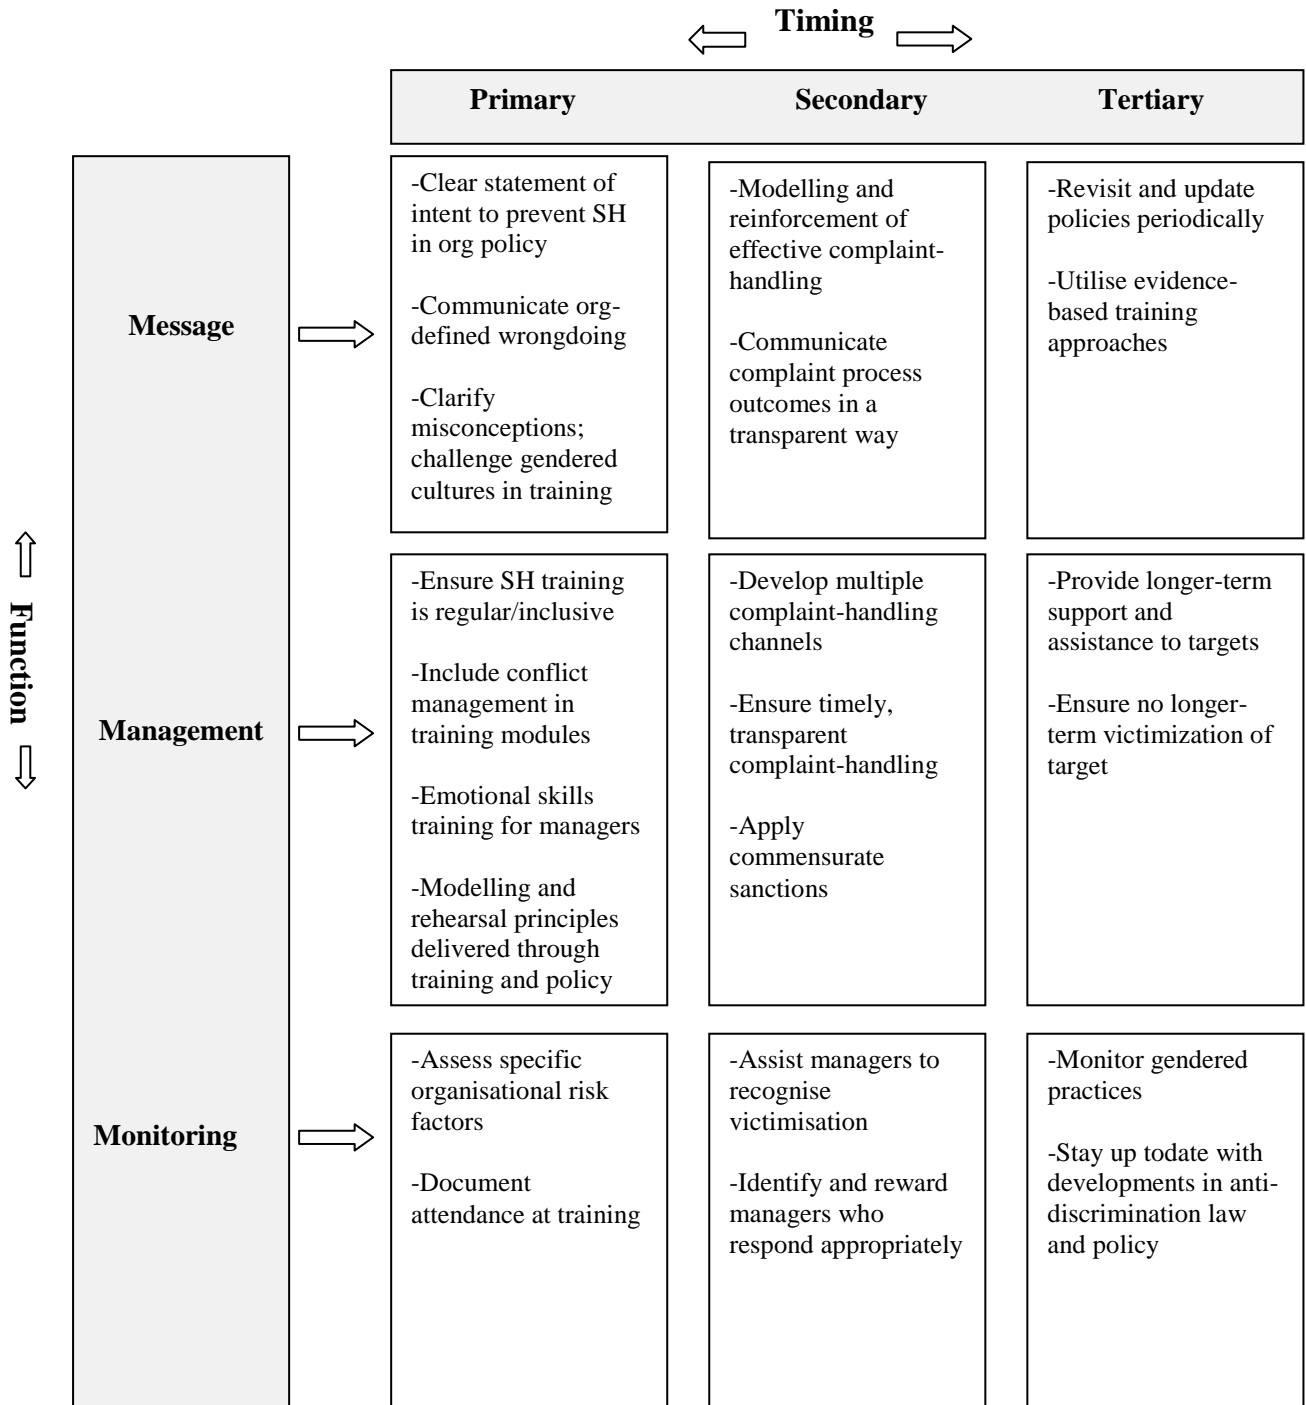 Timing
Primary
Secondary
Tertiary
Message
-Clear statement of
intent to prevent SH
in org policy
-Communicate org-
defined wrongdoing
-Clarify
misconceptions;
challenge gendered
cultures in training
-Modelling and
reinforcement of
effective complaint-
handling
-Communicate
complaint process
outcomes in a
transparent way
-Revisit and update
policies periodically
-Utilise evidence-
based training
approaches
Function
Management
-Ensure SH training
is regular/inclusive
-Include conflict
management in
training modules
-Emotional skills
training for managers
-Modelling and
rehearsal principles
delivered through
training and policy
-Develop multiple
complaint-handling
channels
-Ensure timely,
transparent
complaint-handling
-Apply
commensurate
sanctions
-Provide longer-term
support and
assistance to targets
-Ensure no longer-
term victimization of
target
Monitoring
-Assess specific
organisational risk
factors
-Document
attendance at training
-Assist managers to
recognise
victimisation
-Identify and reward
managers who
respond appropriately
-Monitor gendered
practices
-Stay up todate with
developments in anti-
discrimination law
and policy